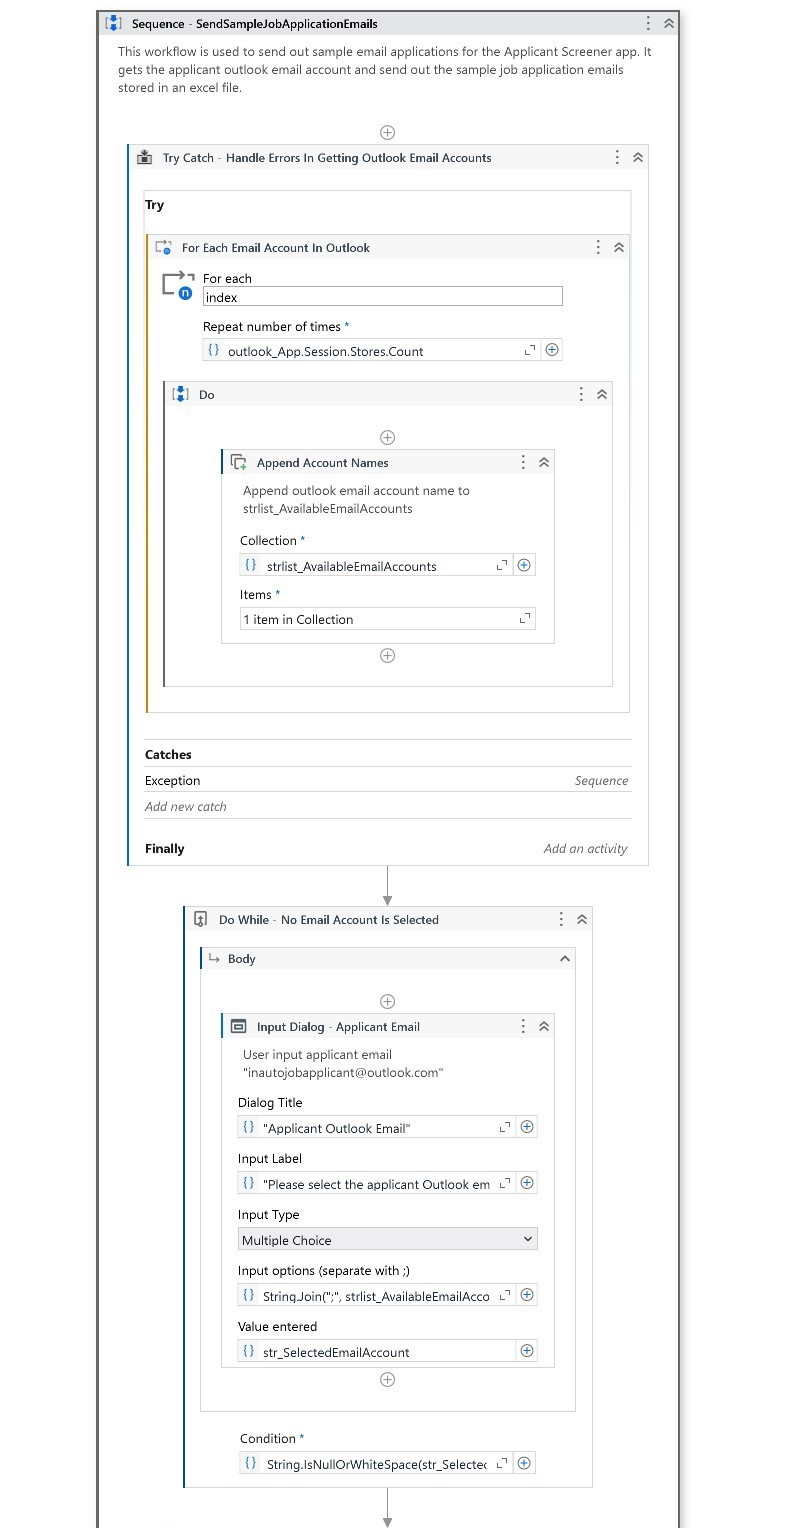 Sequence - SendSampleJobApplicationEmails
This workflow is used to send out sample email applications for the Applicant Screener app. It
gets the applicant outlook email account and send out the sample job application emails
stored in an excel file.
Try Catch - Handle Errors In Getting Outlook Email Accounts
Try
For Each Email Account In Outlook
For each
n
index
Repeat number of times *
{} outlook_App.Session.Stores.Count
Do
Append Account Names
Append outlook email account name to
strlist_AvailableEmailAccounts
Collection *
{} strlist_AvailableEmailAccounts
Items *
1 item in Collection
Catches
Exception Sequence
Add new catch
Finally Add an activity
Do While - No Email Account Is Selected
Body
Input Dialog - Applicant Email
User input applicant email
"inautojobapplicant@outlook.com"
Dialog Title
{} "Applicant Outlook Email"
Input Label
{} "Please select the applicant Outlook em
Input Type
Multiple Choice
Input options (separate with ;)
{} String.Join(";", strlist_AvailableEmailAcco
Value entered
{} str_SelectedEmailAccount
Condition *
{} String.IsNullOrWhiteSpace(str_Selected